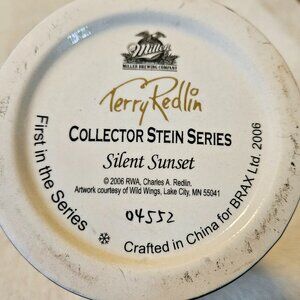 Miller
MILLER BREWING COMPANY
Terry Redlin
COLLECTOR STEIN SERIES
Silent Sunset
© 2006 RWA, Charles A. Redlin,
Artwork courtesy of Wild Wings, Lake City, MN 55041
04552
First in the Series
Crafted in China for BRAX Ltd. 2006